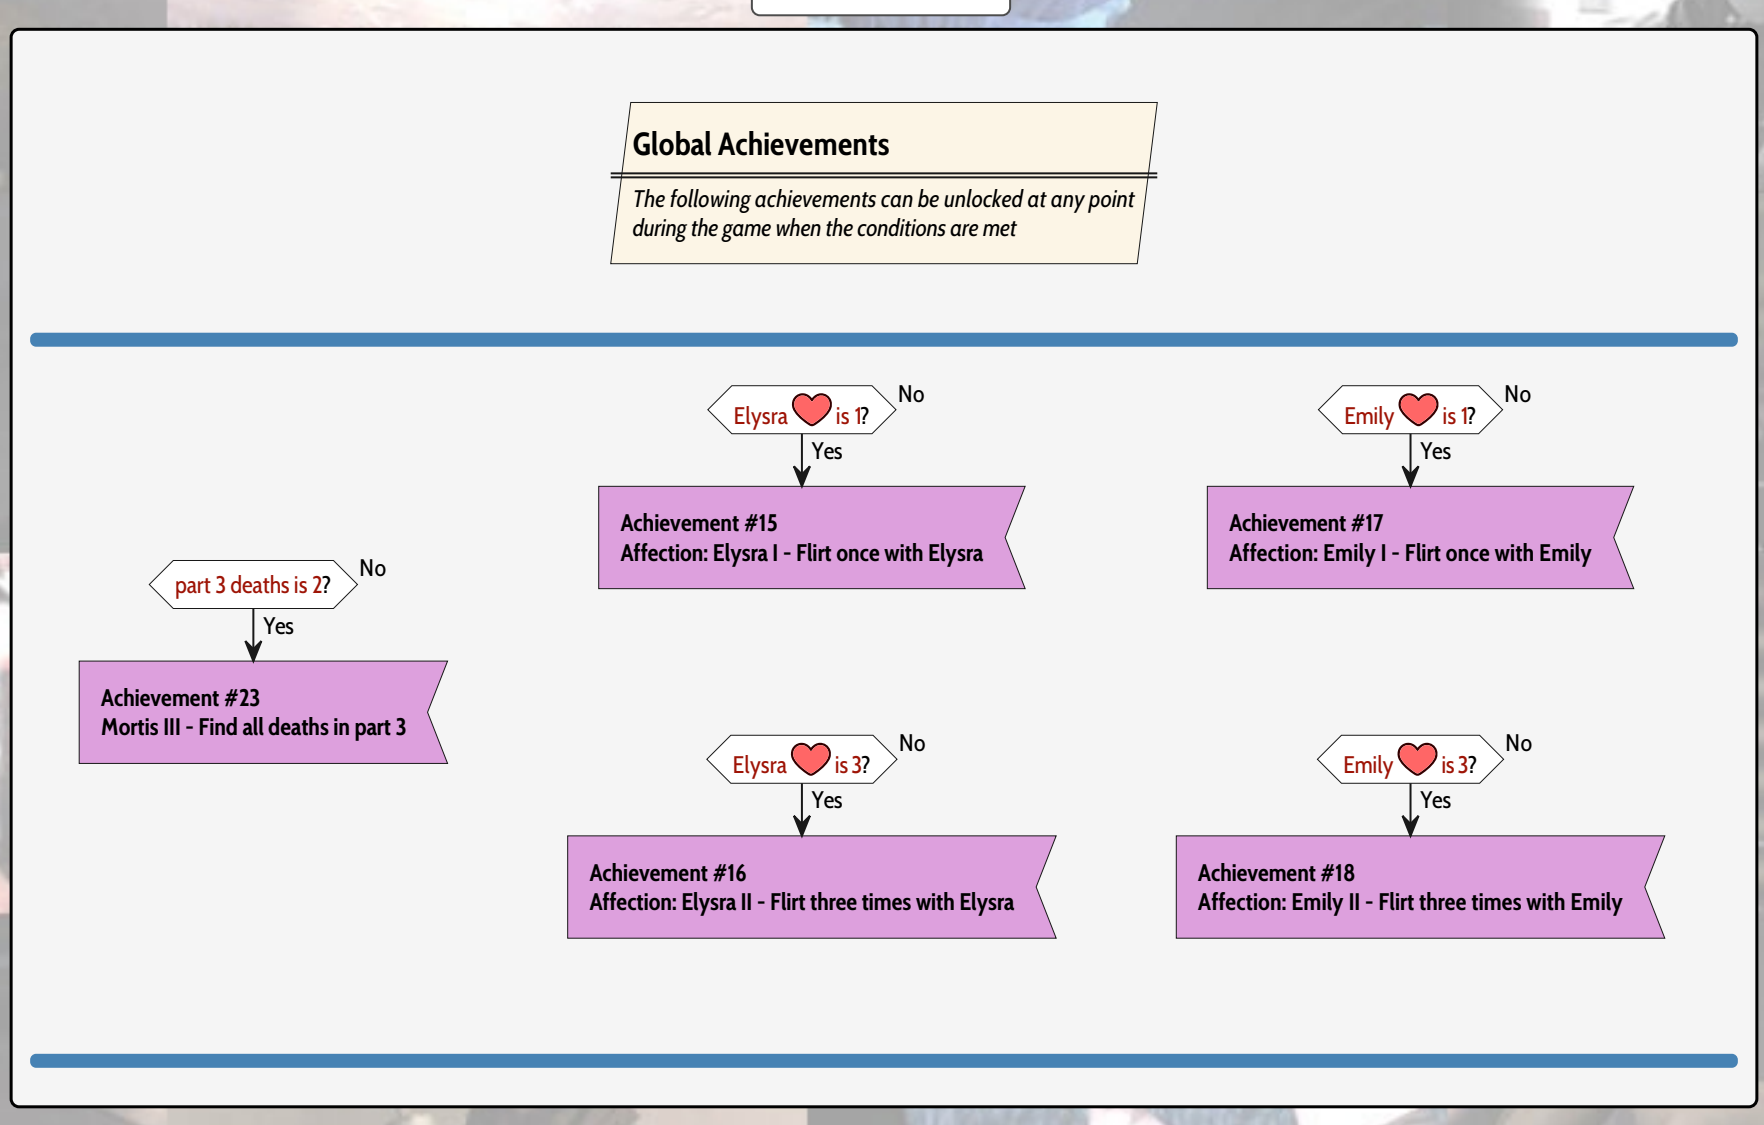 Global Achievements
The following achievements can be unlocked at any point
during the game when the conditions are met
part 3 deaths is 2?
No
Yes
Achievement #23
Mortis III - Find all deaths in part 3
Elysra is 1?
No
Yes
Achievement #15
Affection: Elysra I - Flirt once with Elysra
Elysra is 3?
No
Yes
Achievement #16
Affection: Elysra II - Flirt three times with Elysra
Emily is 1?
No
Yes
Achievement #17
Affection: Emily I - Flirt once with Emily
Emily is 3?
No
Yes
Achievement #18
Affection: Emily II - Flirt three times with Emily